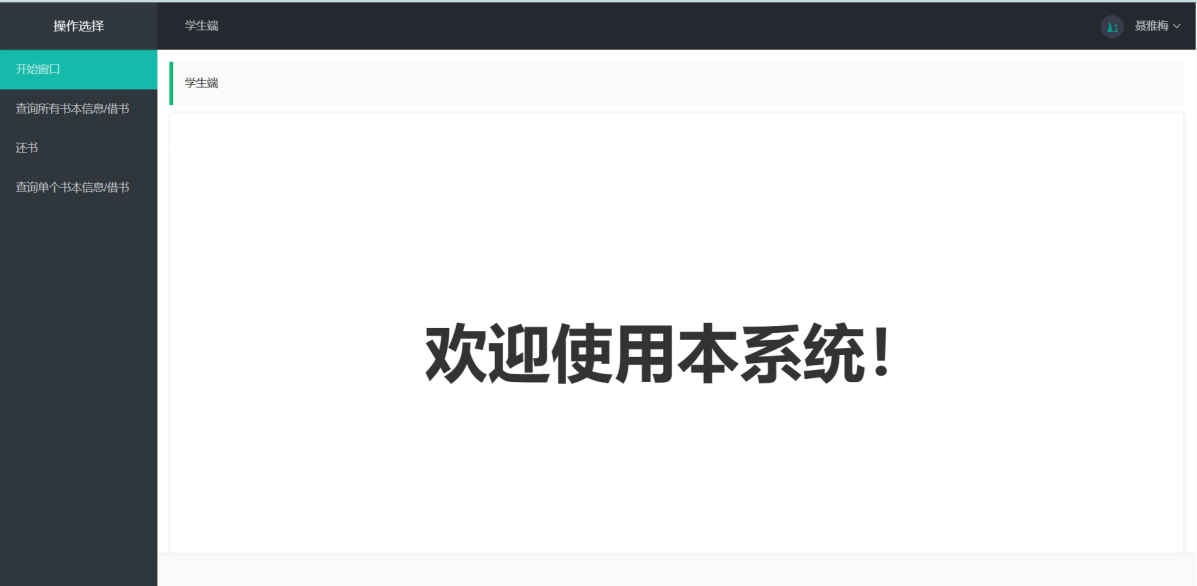 操作选择
学生端
聂雅梅
开始窗口
学生端
查询所有书本信息/借书
还书
查询单个书本信息/借书
欢迎使用本系统！